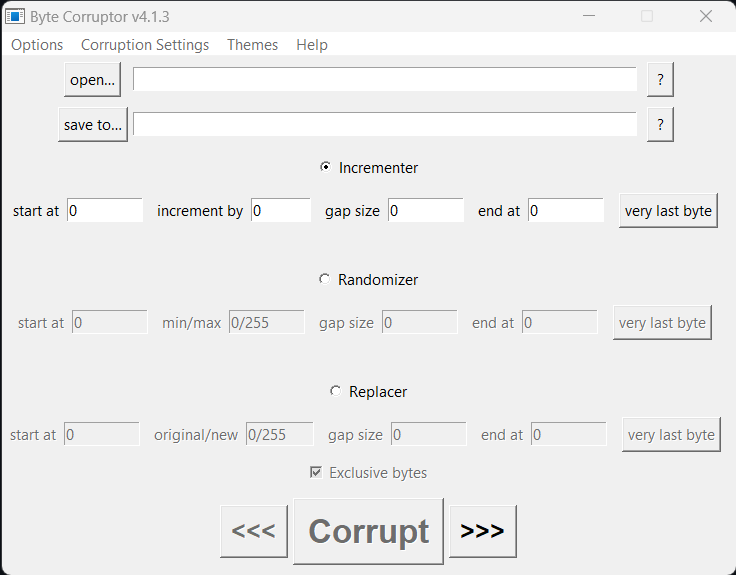 Byte Corruptor v4.1.3
Options Corruption Settings Themes Help
open... ?
save to... ?
Incrementer
start at 0 increment by 0 gap size 0 end at 0 very last byte
Randomizer
start at 0 min/max 0/255 gap size 0 end at 0 very last byte
Replacer
start at 0 original/new 0/255 gap size 0 end at 0 very last byte
Exclusive bytes
<<< Corrupt >>>